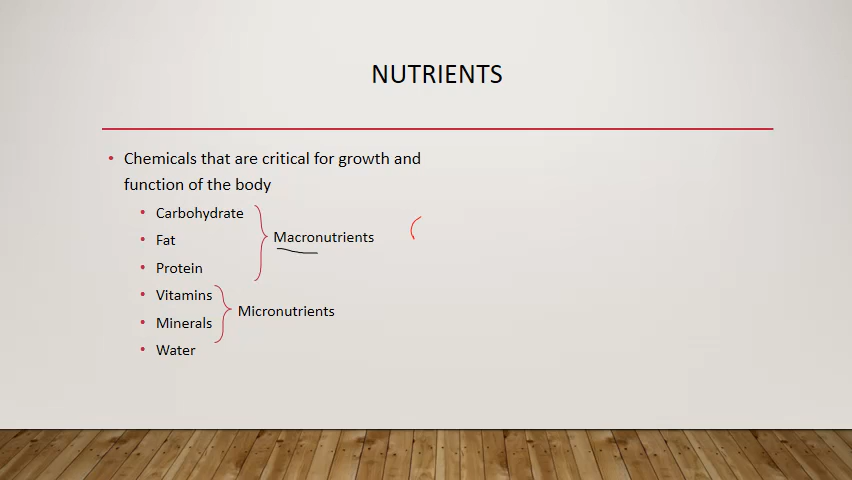 NUTRIENTS
• Chemicals that are critical for growth and
function of the body
• Carbohydrate
• Fat
Macronutrients
• Protein
• Vitamins
Micronutrients
• Minerals
• Water